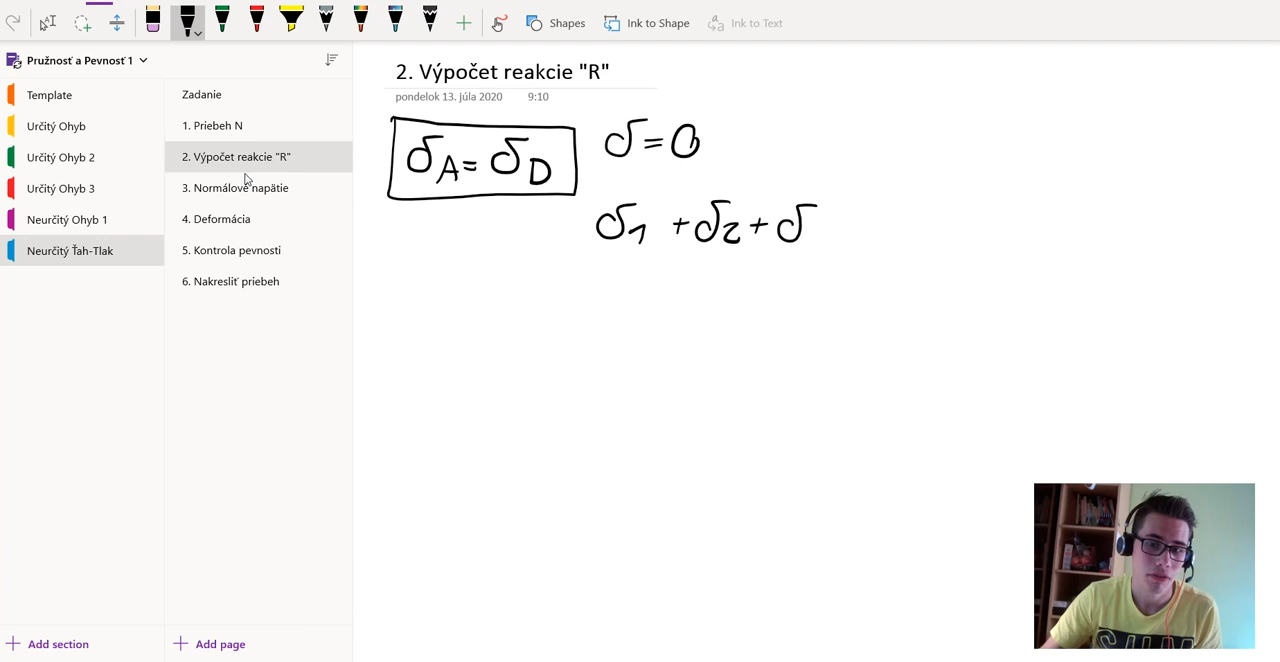 Shapes
Ink to Shape
Ink to Text
Pružnosť a Pevnosť 1
Template
Určitý Ohyb
Určitý Ohyb 2
Určitý Ohyb 3
Neurčitý Ohyb 1
Neurčitý Ťah-Tlak
Add section
Zadanie
1. Priebeh N
2. Výpočet reakcie "R"
3. Normálové napätie
4. Deformácia
5. Kontrola pevnosti
6. Nakresliť priebeh
Add page
2. Výpočet reakcie "R"
pondelok 13. júla 2020 9:10
δA = δD
δ = 0
δ1 + δ2 + δ